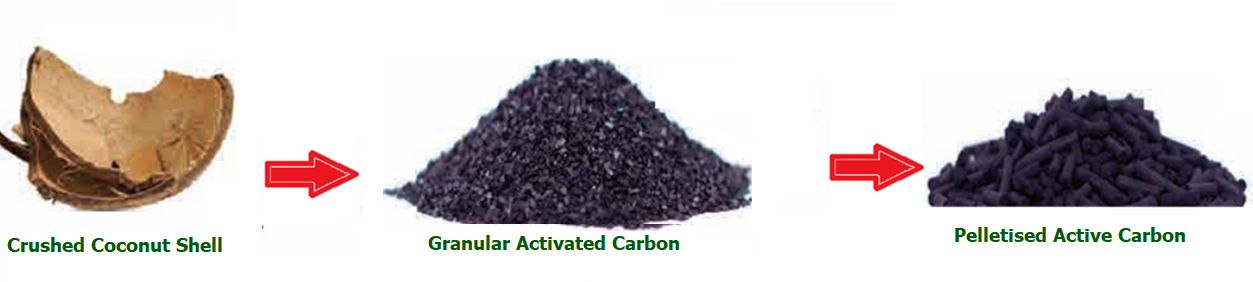 Crushed Coconut Shell
Granular Activated Carbon
Pelletised Active Carbon